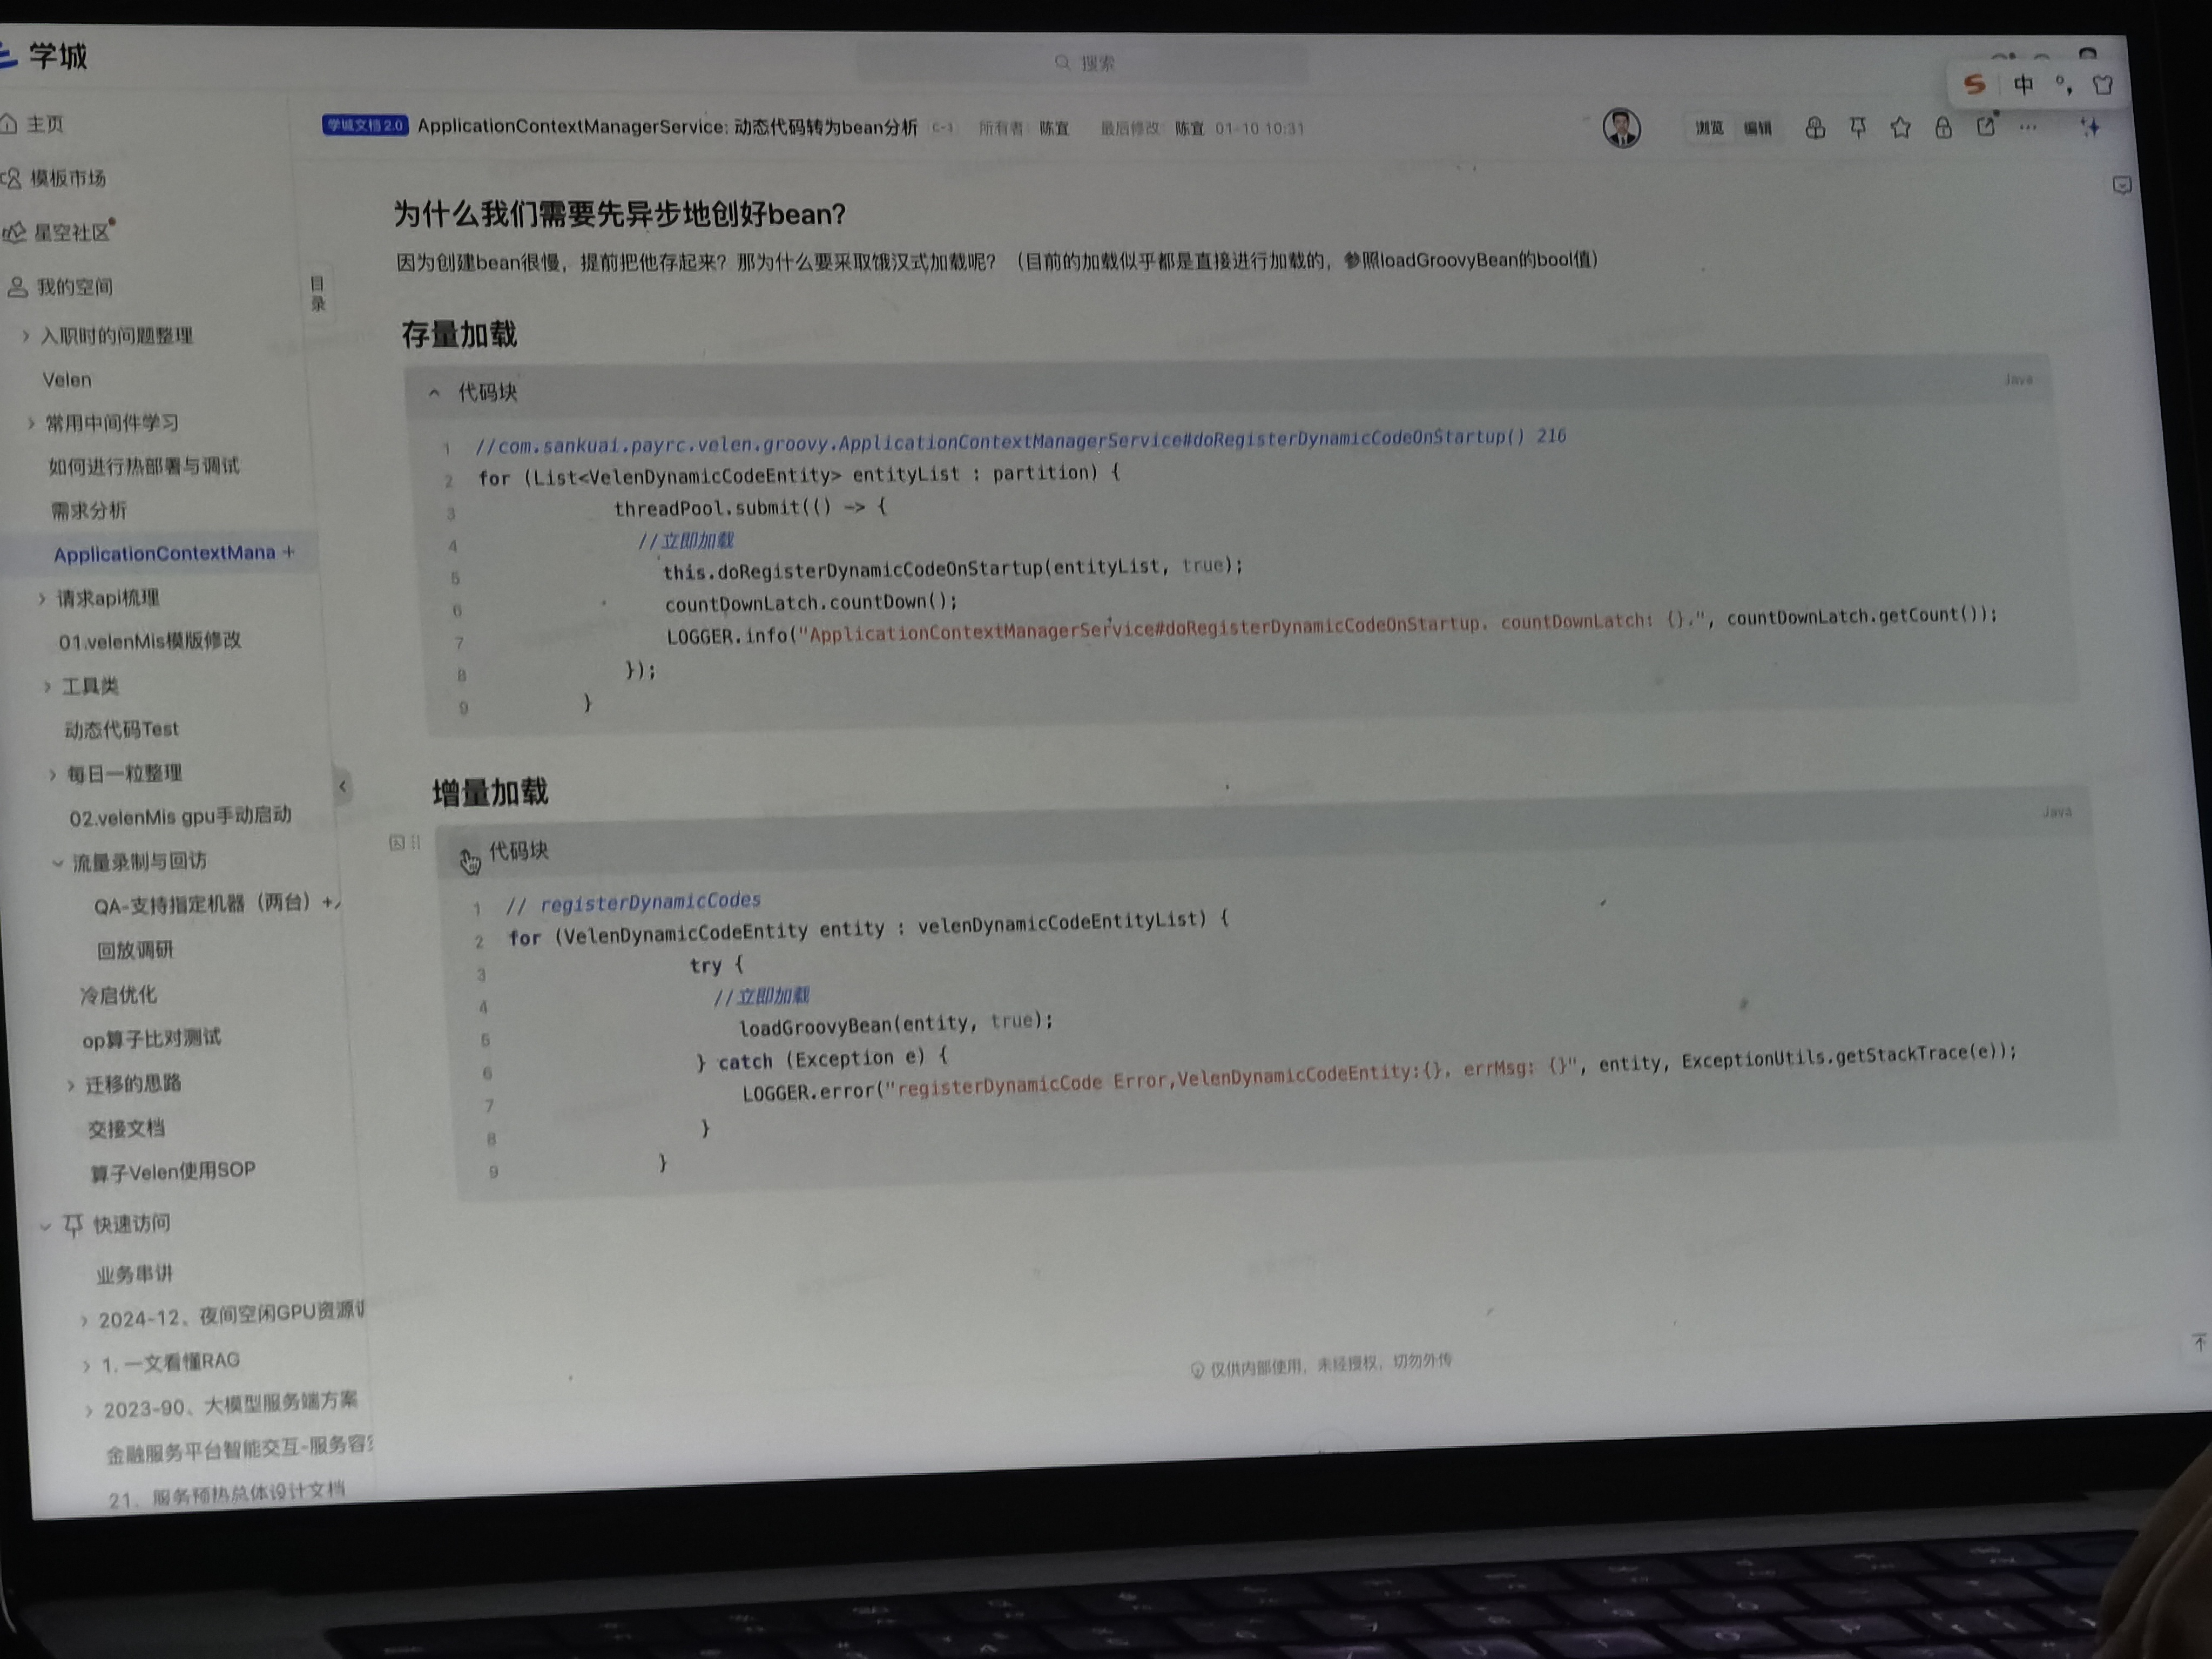 学城
搜索
中
主页
模板市场
星空社区
我的空间
入职时的问题整理
Velen
常用中间件学习
如何进行热部署与调试
需求分析
ApplicationContextMana +
请求api梳理
01.velenMis模版修改
工具类
动态代码Test
每日一粒整理
02.velenMis gpu手动启动
流量录制与回访
QA-支持指定机器（两台）+
回放调研
冷启优化
op算子比对测试
迁移的思路
交接文档
算子Velen使用SOP
快速访问
业务串讲
2024-12、夜间空闲GPU资源
1. 一文看懂RAG
2023-90、大模型服务端方案
金融服务平台智能交互-服务容
21、服务预热总体设计文档
目录
学城文档2.0 ApplicationContextManagerService: 动态代码转为bean分析 所有者 陈宜 最后修改 陈宜 01-10 10:31
浏览 编辑
为什么我们需要先异步地创好bean?
因为创建bean很慢，提前把他存起来？那为什么要采取饿汉式加载呢？（目前的加载似乎都是直接进行加载的，参照loadGroovyBean的bool值）
存量加载
代码块 Java
1 //com.sankuai.payrc.velen.groovy.ApplicationContextManagerService#doRegisterDynamicCodeOnStartup() 216
2 for (List<VelenDynamicCodeEntity> entityList : partition) {
3 threadPool.submit(() -> {
4 //立即加载
5 this.doRegisterDynamicCodeOnStartup(entityList, true);
6 countDownLatch.countDown();
7 LOGGER.info("ApplicationContextManagerService#doRegisterDynamicCodeOnStartup. countDownLatch: {}.", countDownLatch.getCount());
8 });
9 }
增量加载
代码块 Java
1 // registerDynamicCodes
2 for (VelenDynamicCodeEntity entity : velenDynamicCodeEntityList) {
3 try {
4 //立即加载
5 loadGroovyBean(entity, true);
6 } catch (Exception e) {
7 LOGGER.error("registerDynamicCode Error,VelenDynamicCodeEntity:{}, errMsg: {}", entity, ExceptionUtils.getStackTrace(e));
8 }
9 }
仅供内部使用，未经授权，切勿外传